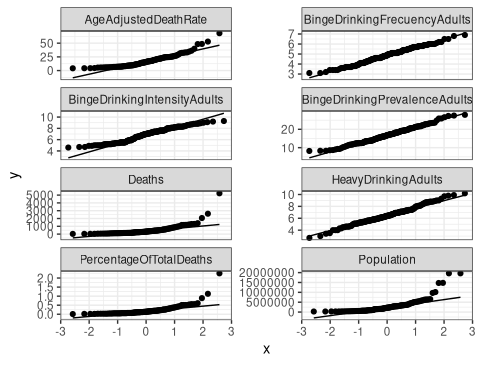 AgeAdjustedDeathRate
BingeDrinkingFrecuencyAdults
50
25
0
7
6
5
4
3
BingeDrinkingIntensityAdults
BingeDrinkingPrevalenceAdults
10
8
6
4
20
10
Deaths
HeavyDrinkingAdults
5000
4000
3000
2000
1000
0
10
8
6
4
PercentageOfTotalDeaths
Population
2.0
1.5
1.0
0.5
0.0
20000000
15000000
10000000
5000000
0
-3 -2 -1 0 1 2 3
-3 -2 -1 0 1 2 3
y
x